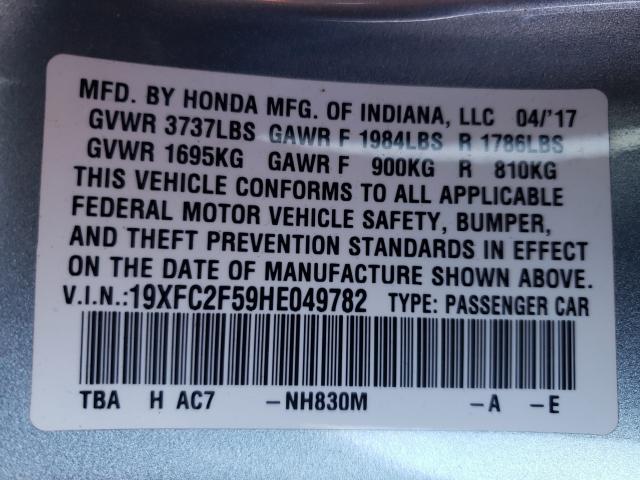 MFD. BY HONDA MFG. OF INDIANA, LLC 04/'17
GVWR 3737LBS GAWR F 1984LBS R 1786LBS
GVWR 1695KG GAWR F 900KG R 810KG
THIS VEHICLE CONFORMS TO ALL APPLICABLE
FEDERAL MOTOR VEHICLE SAFETY, BUMPER,
AND THEFT PREVENTION STANDARDS IN EFFECT
ON THE DATE OF MANUFACTURE SHOWN ABOVE.
V.I.N.:19XFC2F59HE049782 TYPE: PASSENGER CAR
TBA H AC7 -NH830M -A -E